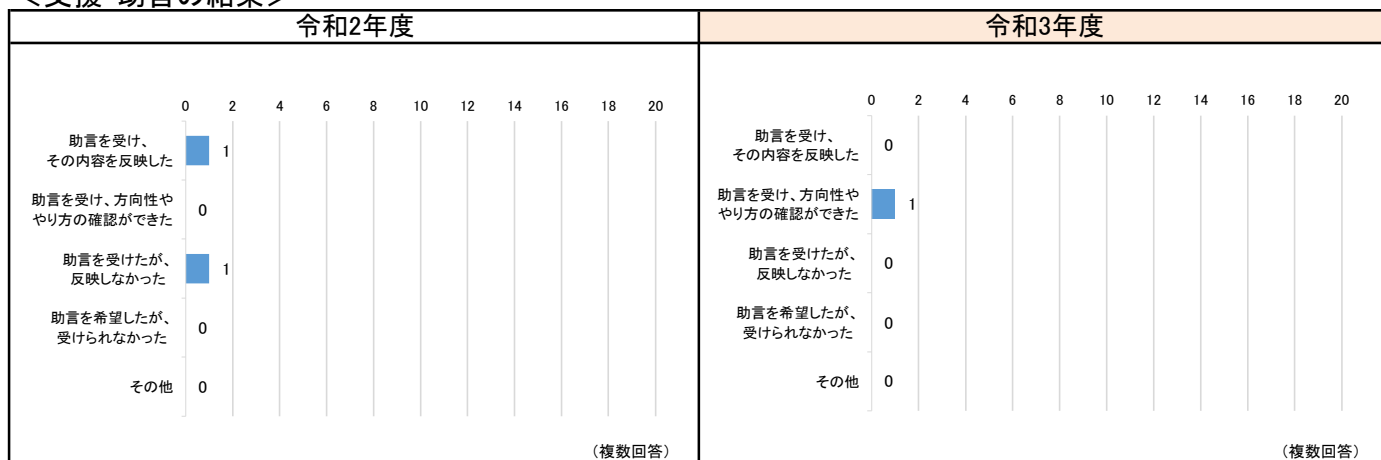 ＜支援・助言の結果＞
令和2年度
0 2 4 6 8 10 12 14 16 18 20
助言を受け、
その内容を反映した
1
助言を受け、方向性や
やり方の確認ができた
0
助言を受けたが、
反映しなかった
1
助言を希望したが、
受けられなかった
0
その他
0
（複数回答）
令和3年度
0 2 4 6 8 10 12 14 16 18 20
助言を受け、
その内容を反映した
0
助言を受け、方向性や
やり方の確認ができた
1
助言を受けたが、
反映しなかった
0
助言を希望したが、
受けられなかった
0
その他
0
（複数回答）